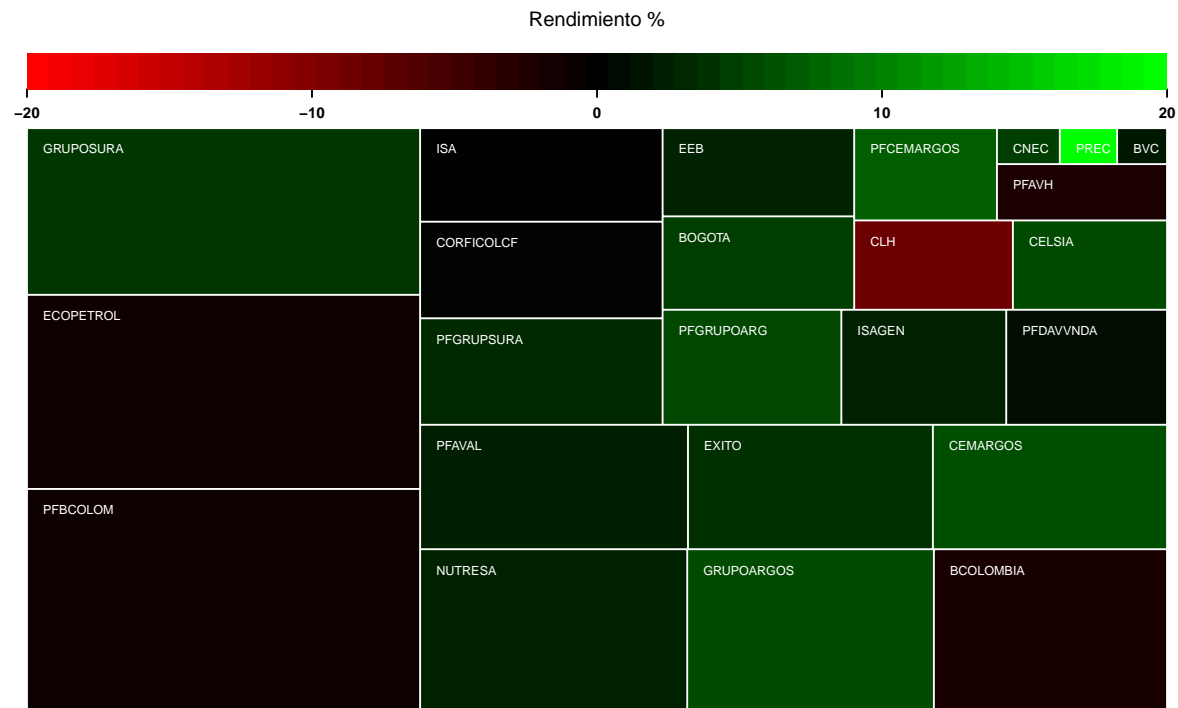 Rendimiento %
−20 −10 0 10 20
GRUPOSURA
ECOPETROL
PFBCOLOM
ISA
CORFICOLCF
PFGRUPSURA
PFAVAL
NUTRESA
EEB
BOGOTA
PFGRUPOARG
ISAGEN
PFDAVVNDA
EXITO
CEMARGOS
GRUPOARGOS
BCOLOMBIA
PFCEMARGOS
CLH
CELSIA
CNEC
PREC
BVC
PFAVH